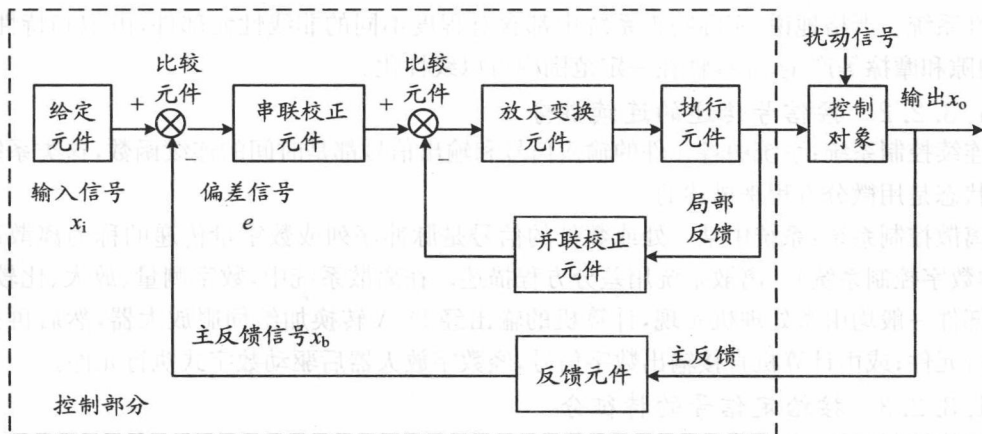 扰动信号
比较
元件
比较
元件
给定
元件
+
串联校正
元件
+
放大变换
元件
执行
元件
控制
对象
输出xo
输入信号
xi
偏差信号
e
局部
反馈
并联校正
元件
主反馈信号xb
主反馈
反馈元件
控制部分